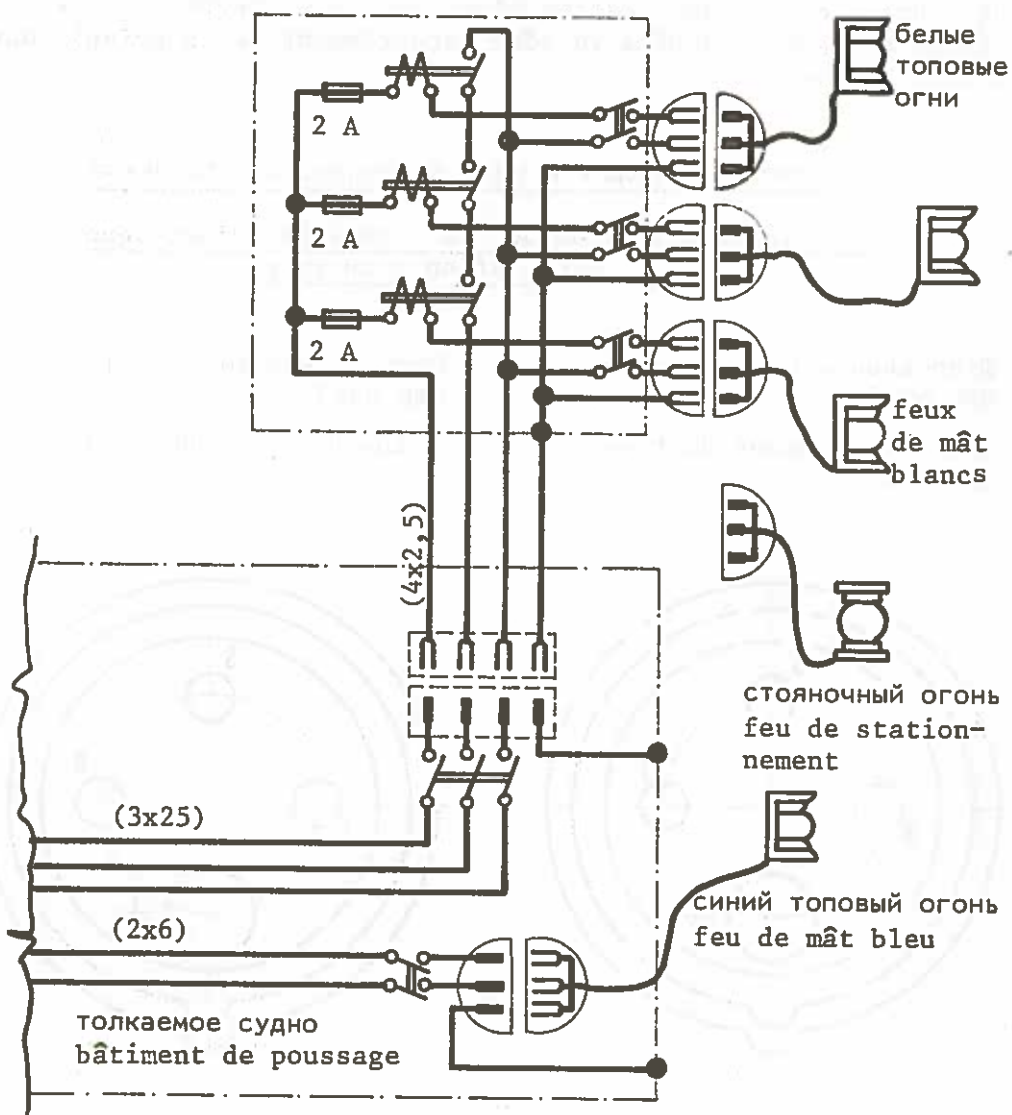 белые
топовые
огни
2 A
2 A
2 A
feux
de mât
blancs
(4x2,5)
стояночный огонь
feu de station-
nement
(3x25)
синий топовый огонь
feu de mât bleu
(2x6)
толкаемое судно
bâtiment de poussage